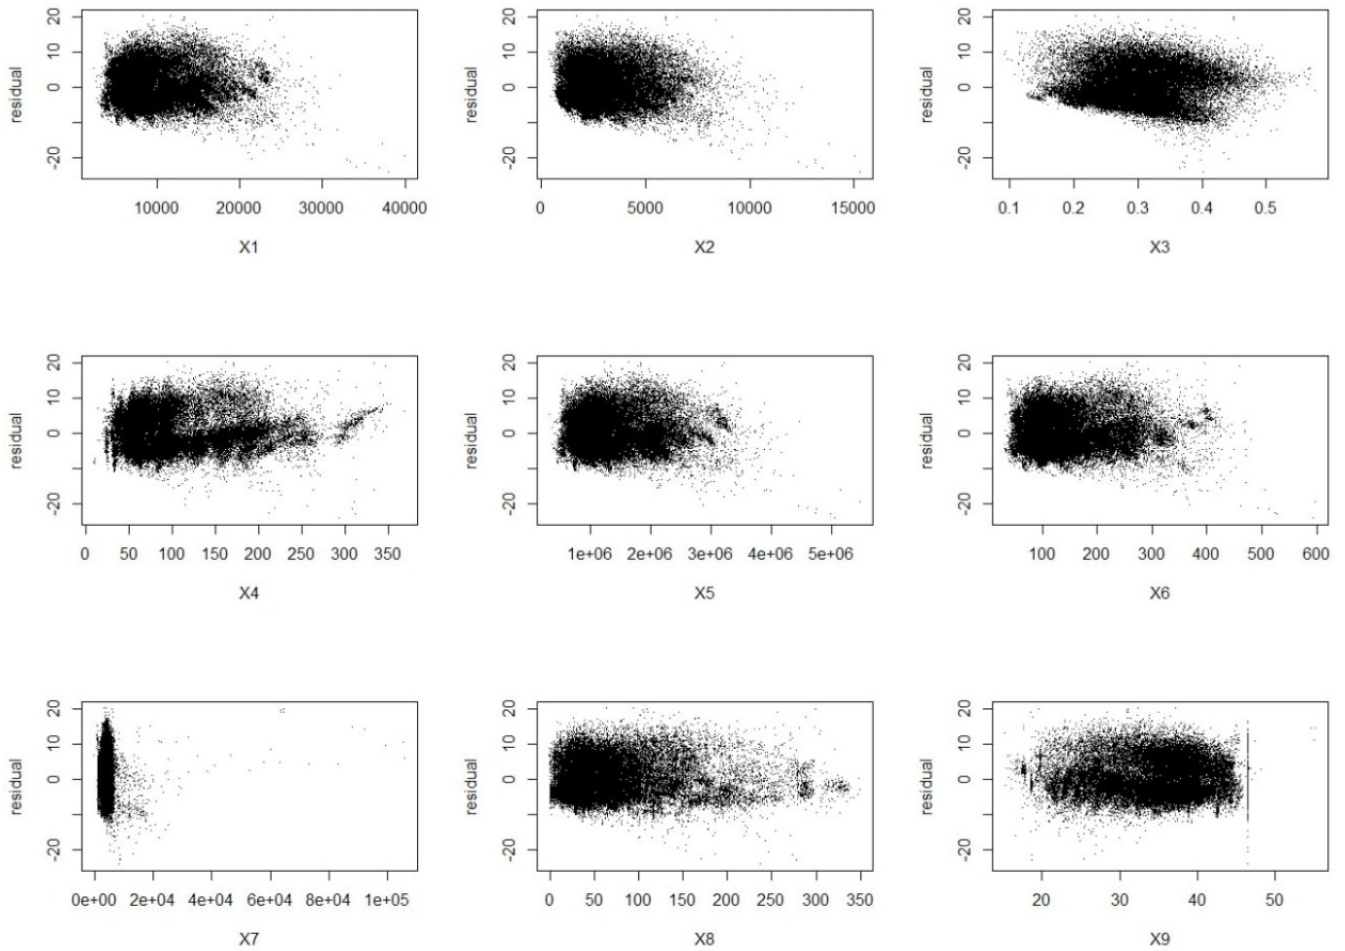 20 10 0 -20
residual
10000 20000 30000 40000
X1
20 10 0 -20
residual
0 5000 10000 15000
X2
20 10 0 -20
residual
0.1 0.2 0.3 0.4 0.5
X3
20 10 0 -20
residual
0 50 100 150 200 250 300 350
X4
20 10 0 -20
residual
1e+06 2e+06 3e+06 4e+06 5e+06
X5
20 10 0 -20
residual
100 200 300 400 500 600
X6
20 10 0 -20
residual
0e+00 2e+04 4e+04 6e+04 8e+04 1e+05
X7
20 10 0 -20
residual
0 50 100 150 200 250 300 350
X8
20 10 0 -20
residual
20 30 40 50
X9